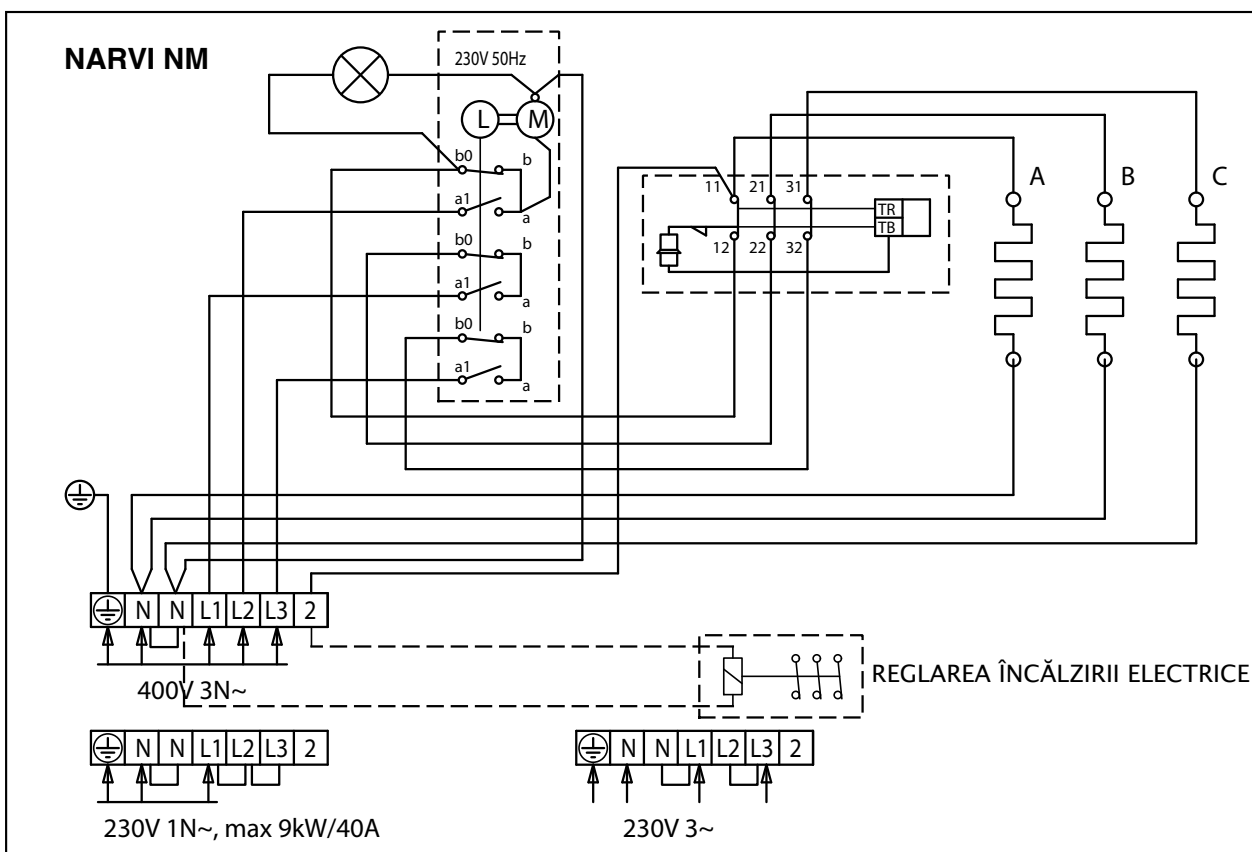 NARVI NM
230V 50Hz
L M
b0 b
a1 a
b0 b
a1 a
b0 b
a1 a
11 21 31
TR
TB
12 22 32
A B C
N N L1 L2 L3 2
400V 3N~
REGLAREA ÎNCĂLZIRII ELECTRICE
N N L1 L2 L3 2
230V 1N~, max 9kW/40A
N N L1 L2 L3 2
230V 3~